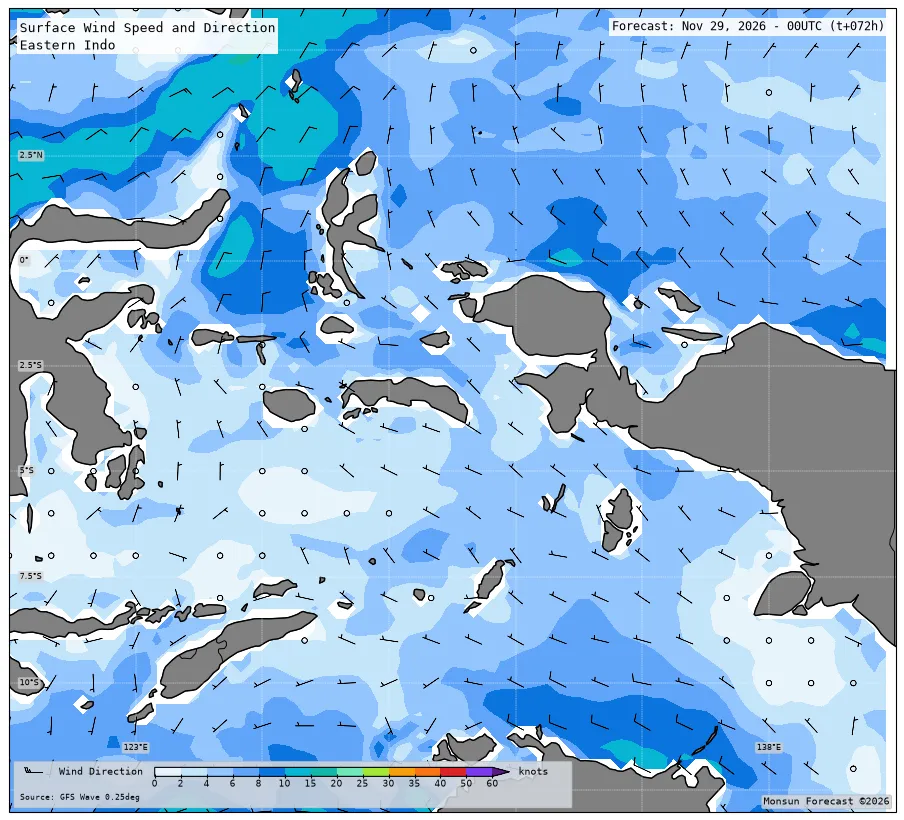 Surface Wind Speed and Direction
Eastern Indo
Forecast: Nov 29, 2026 - 00UTC (t+072h)
2.5°N
0°
2.5°S
5°S
7.5°S
10°S
123°E
138°E
Wind Direction
0 2 4 6 8 10 15 20 25 30 35 40 50 60
knots
Source: GFS Wave 0.25deg
Monsun Forecast ©2026